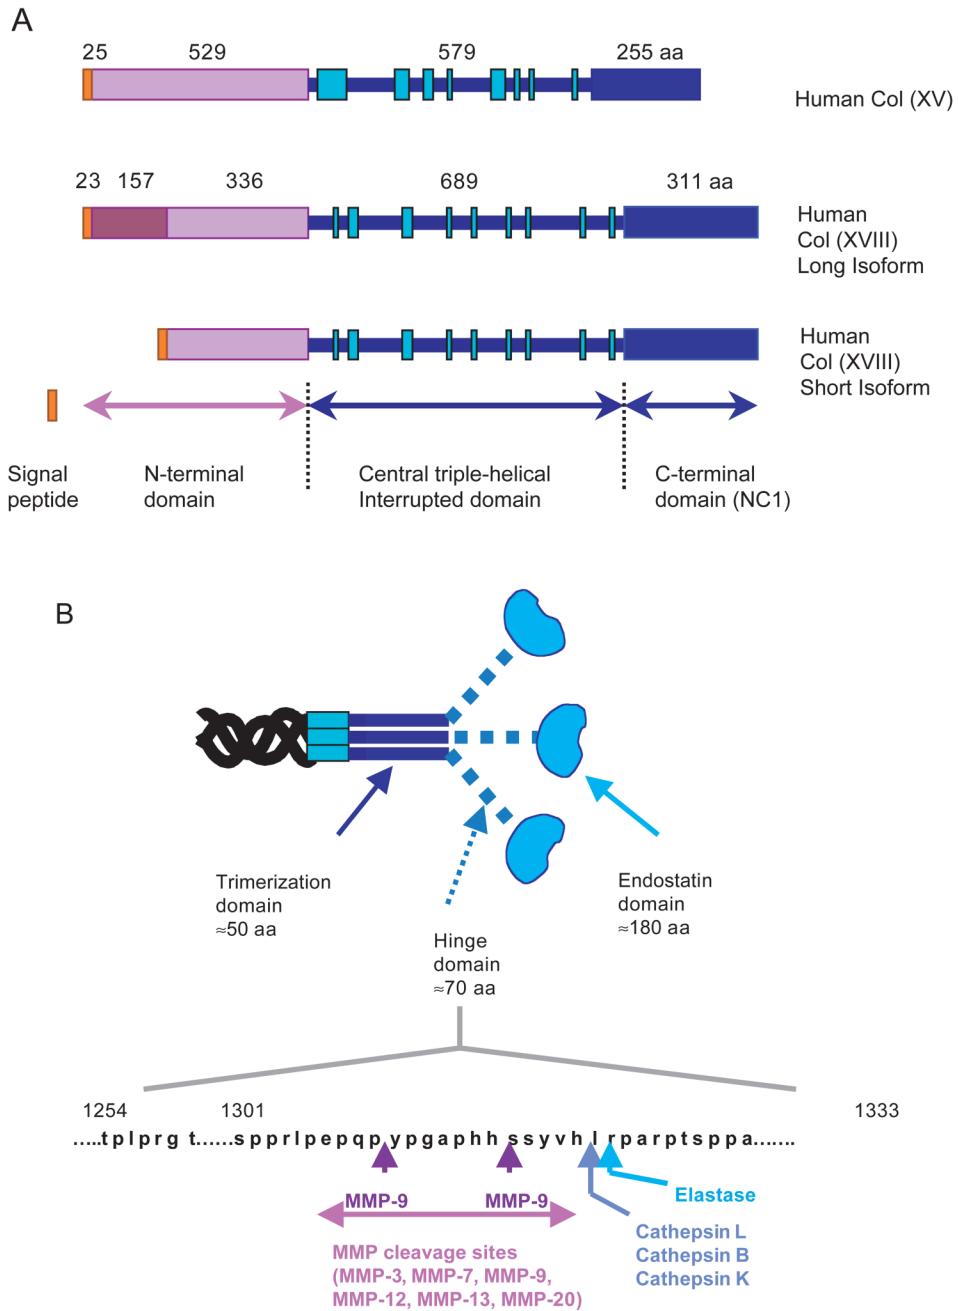 A
25 529 579 255 aa
Human Col (XV)
23 157 336 689 311 aa
Human
Col (XVIII)
Long Isoform
Human
Col (XVIII)
Short Isoform
Signal
peptide
N-terminal
domain
Central triple-helical
Interrupted domain
C-terminal
domain (NC1)
B
Trimerization
domain
≈50 aa
Hinge
domain
≈70 aa
Endostatin
domain
≈180 aa
1254 1301 1333
.....tplprgt......spprlpepqpypgaphhssyvhlrparptsppa.......
MMP-9 MMP-9
Elastase
Cathepsin L
Cathepsin B
Cathepsin K
MMP cleavage sites
(MMP-3, MMP-7, MMP-9,
MMP-12, MMP-13, MMP-20)